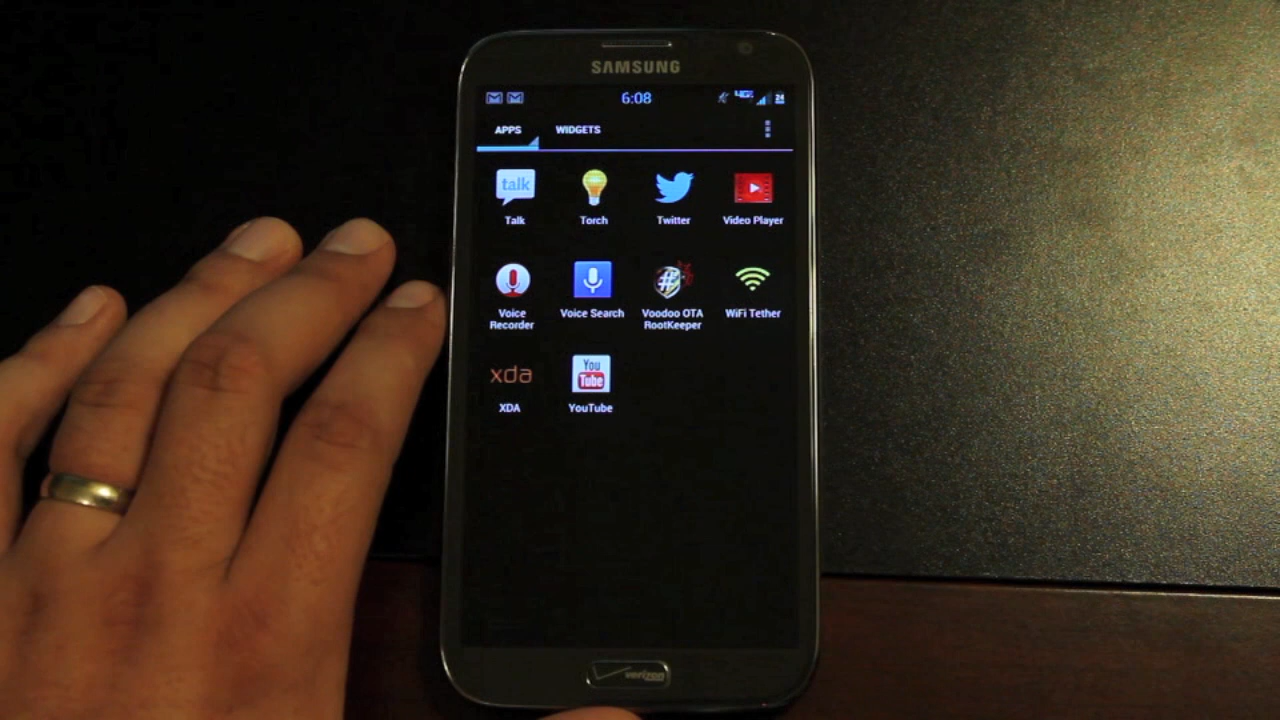 SAMSUNG
6:08
24
APPS WIDGETS
talk
Talk Torch Twitter Video Player
#
Voice Recorder Voice Search Voodoo OTA RootKeeper WiFi Tether
xda
You
Tube
XDA YouTube
verizon